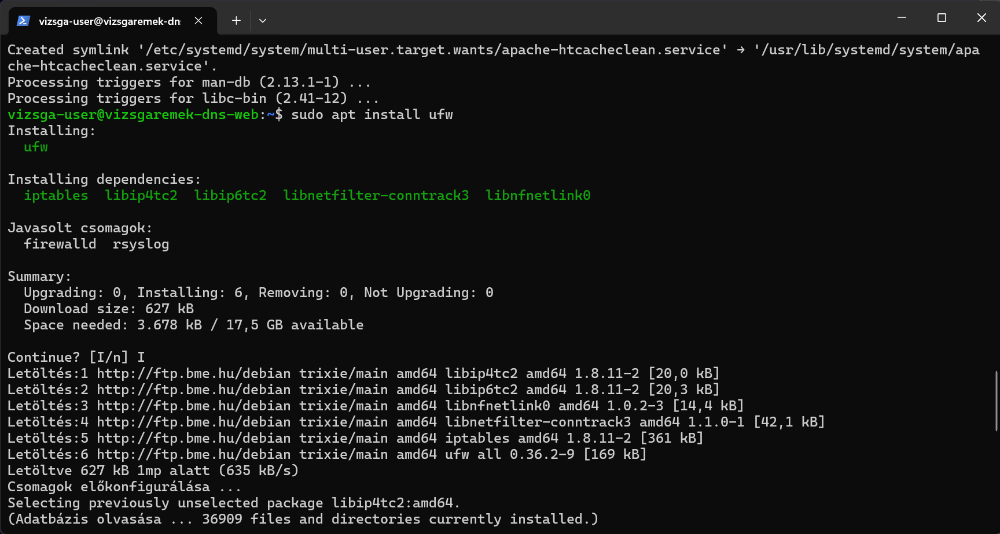 vizsga-user@vizsgaremek-dn
Created symlink '/etc/systemd/system/multi-user.target.wants/apache-htcacheclean.service' → '/usr/lib/systemd/system/apa
che-htcacheclean.service'.
Processing triggers for man-db (2.13.1-1) ...
Processing triggers for libc-bin (2.41-12) ...
vizsga-user@vizsgaremek-dns-web:~$ sudo apt install ufw
Installing:
  ufw

Installing dependencies:
  iptables  libip4tc2  libip6tc2  libnetfilter-conntrack3  libnfnetlink0

Javasolt csomagok:
  firewalld  rsyslog

Summary:
  Upgrading: 0, Installing: 6, Removing: 0, Not Upgrading: 0
  Download size: 627 kB
  Space needed: 3.678 kB / 17,5 GB available

Continue? [I/n] I
Letöltés:1 http://ftp.bme.hu/debian trixie/main amd64 libip4tc2 amd64 1.8.11-2 [20,0 kB]
Letöltés:2 http://ftp.bme.hu/debian trixie/main amd64 libip6tc2 amd64 1.8.11-2 [20,3 kB]
Letöltés:3 http://ftp.bme.hu/debian trixie/main amd64 libnfnetlink0 amd64 1.0.2-3 [14,4 kB]
Letöltés:4 http://ftp.bme.hu/debian trixie/main amd64 libnetfilter-conntrack3 amd64 1.1.0-1 [42,1 kB]
Letöltés:5 http://ftp.bme.hu/debian trixie/main amd64 iptables amd64 1.8.11-2 [361 kB]
Letöltés:6 http://ftp.bme.hu/debian trixie/main amd64 ufw all 0.36.2-9 [169 kB]
Letöltve 627 kB 1mp alatt (635 kB/s)
Csomagok előkonfigurálása ...
Selecting previously unselected package libip4tc2:amd64.
(Adatbázis olvasása ... 36909 files and directories currently installed.)